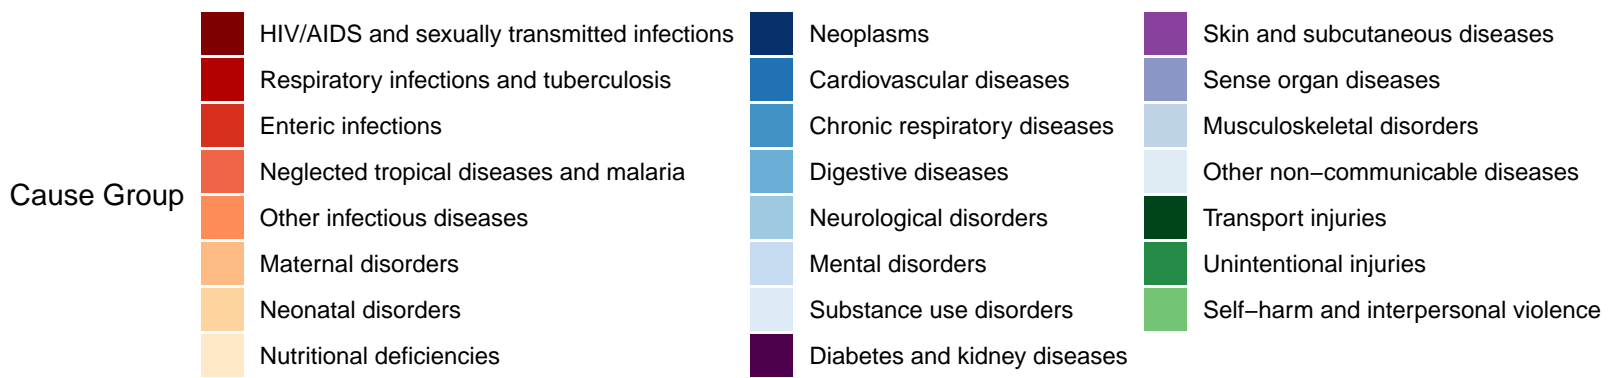 Cause Group
HIV/AIDS and sexually transmitted infections
Respiratory infections and tuberculosis
Enteric infections
Neglected tropical diseases and malaria
Other infectious diseases
Maternal disorders
Neonatal disorders
Nutritional deficiencies
Neoplasms
Cardiovascular diseases
Chronic respiratory diseases
Digestive diseases
Neurological disorders
Mental disorders
Substance use disorders
Diabetes and kidney diseases
Skin and subcutaneous diseases
Sense organ diseases
Musculoskeletal disorders
Other non−communicable diseases
Transport injuries
Unintentional injuries
Self−harm and interpersonal violence